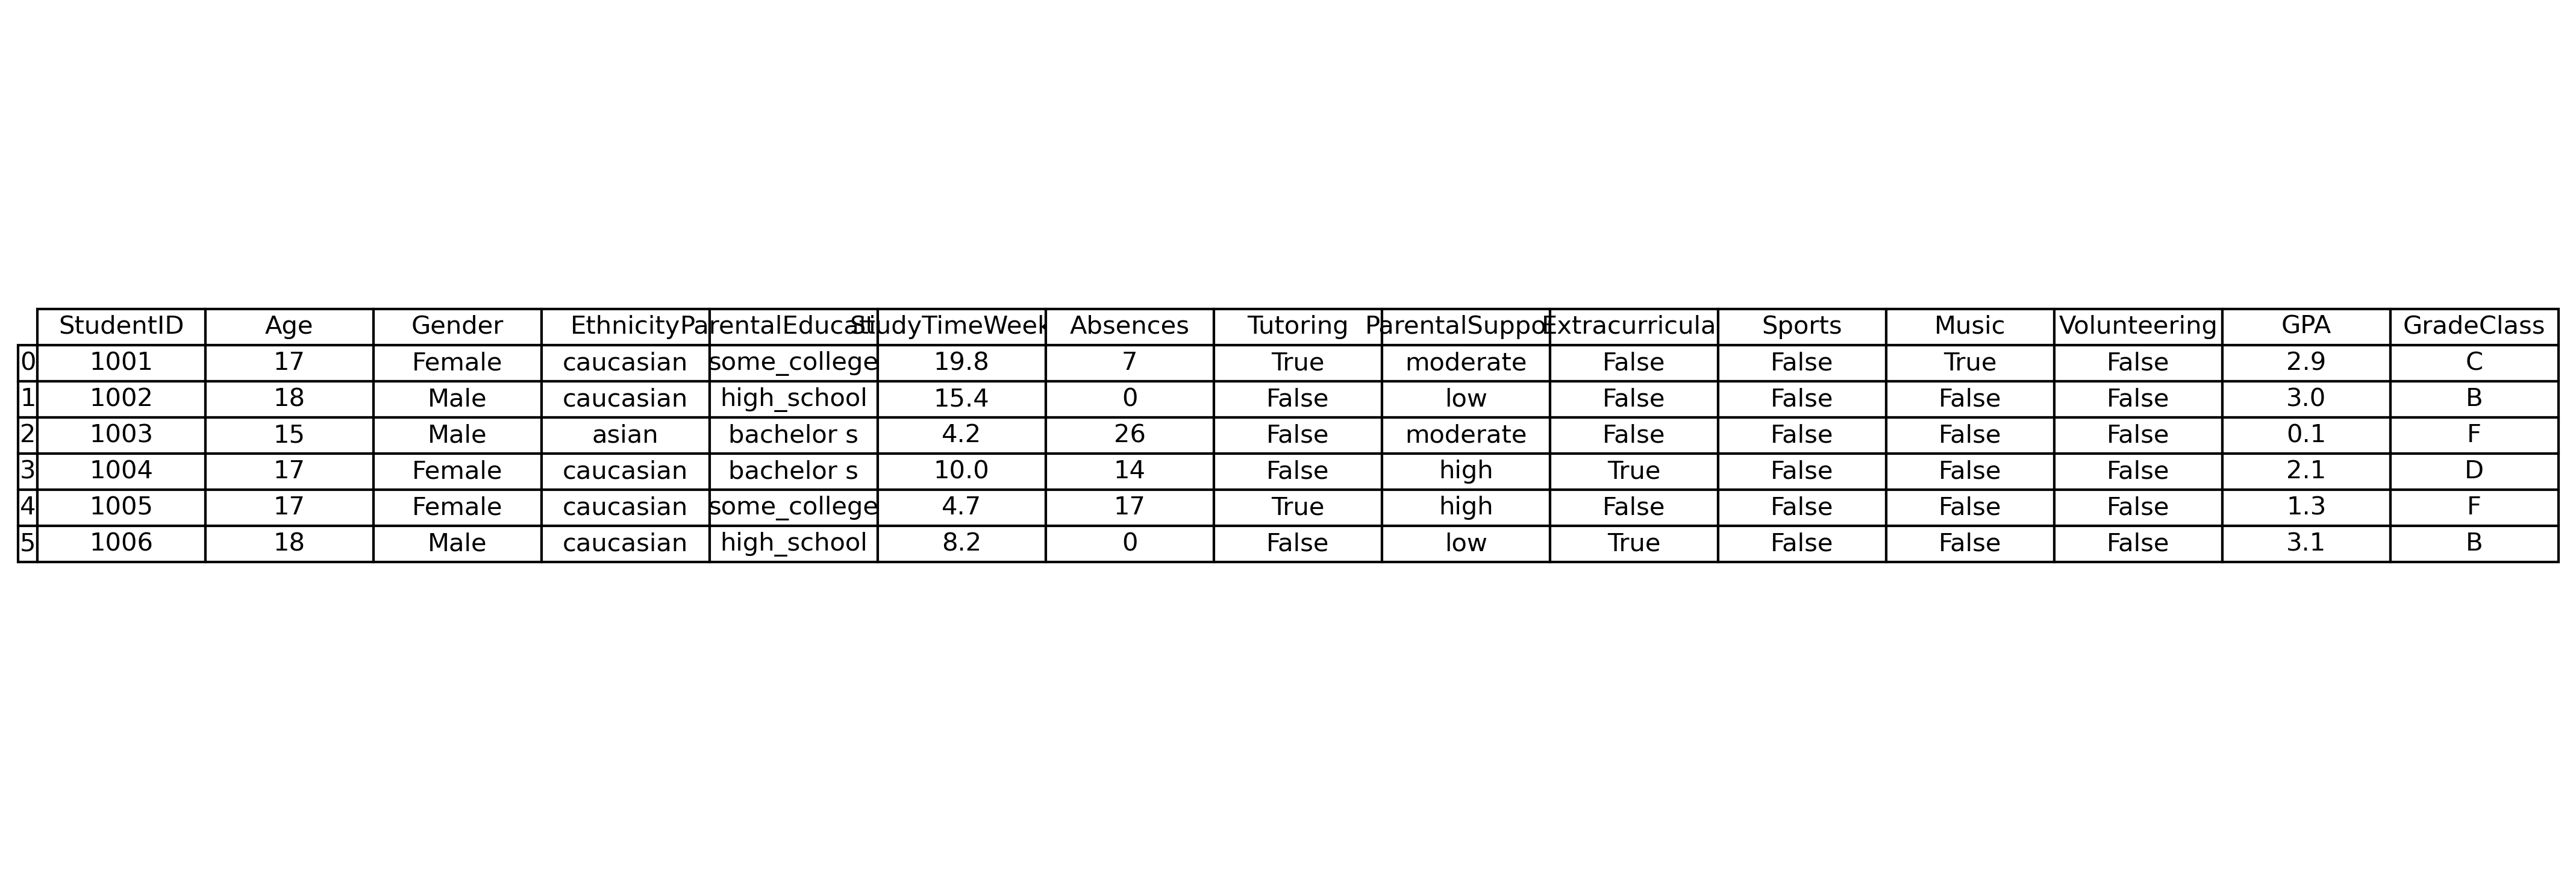 StudentID Age Gender Ethnicity ParentalEducati StudyTimeWeek Absences Tutoring ParentalSuppo Extracurricula Sports Music Volunteering GPA GradeClass
0 1001 17 Female caucasian some_college 19.8 7 True moderate False False True False 2.9 C
1 1002 18 Male caucasian high_school 15.4 0 False low False False False False 3.0 B
2 1003 15 Male asian bachelor s 4.2 26 False moderate False False False False 0.1 F
3 1004 17 Female caucasian bachelor s 10.0 14 False high True False False False 2.1 D
4 1005 17 Female caucasian some_college 4.7 17 True high False False False False 1.3 F
5 1006 18 Male caucasian high_school 8.2 0 False low True False False False 3.1 B